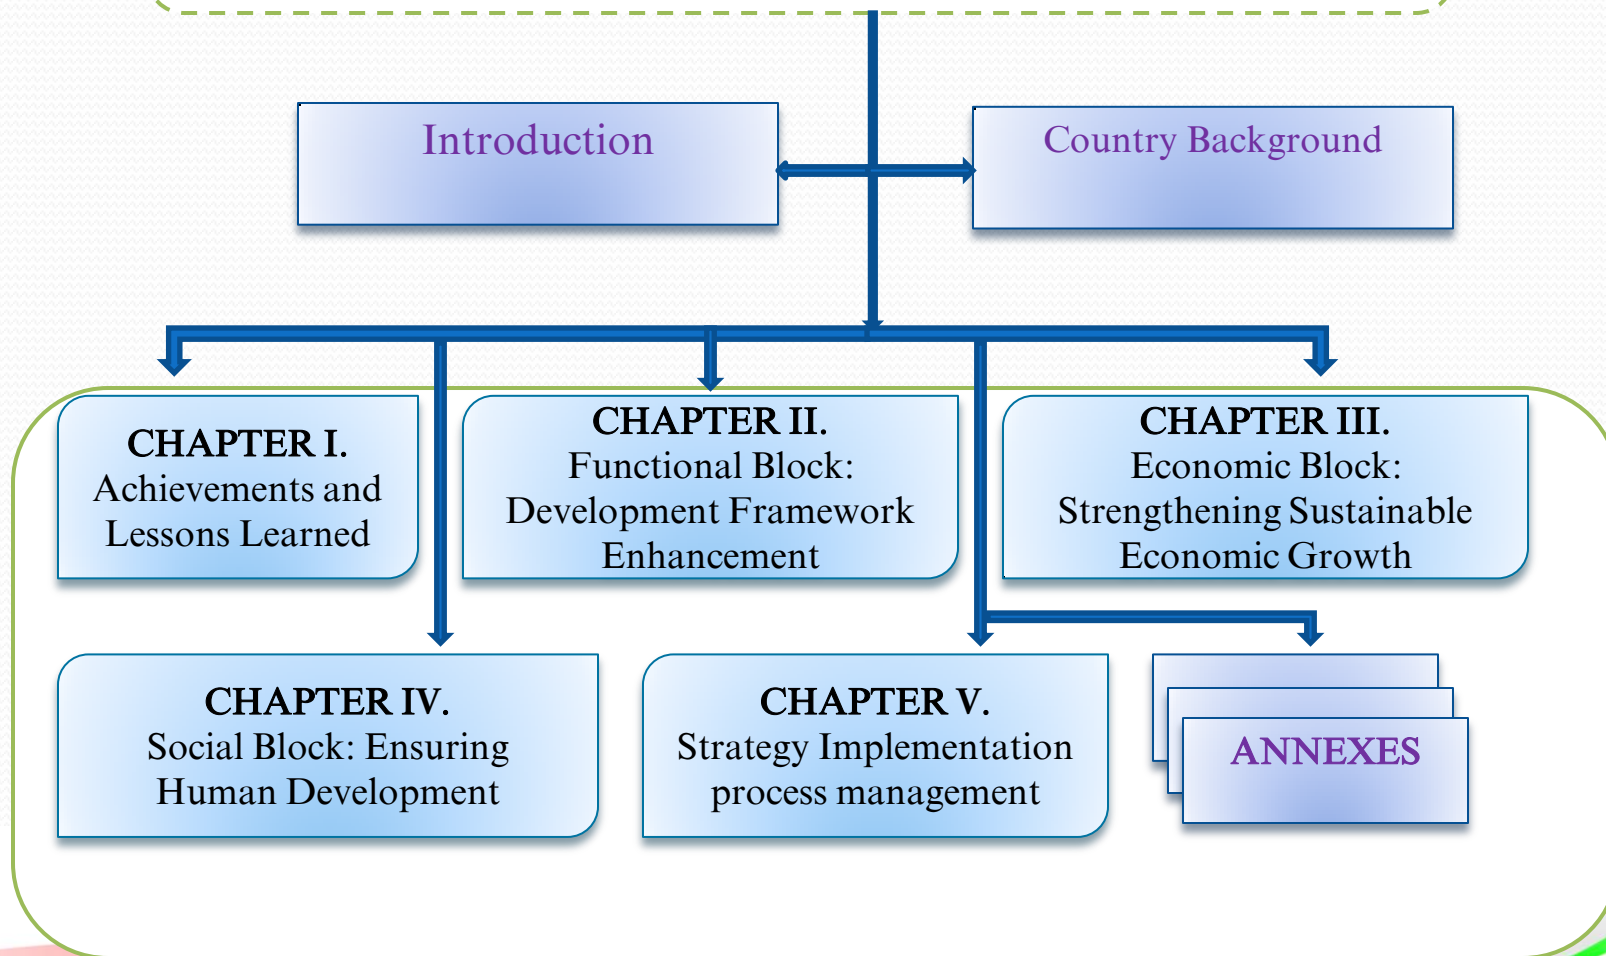 Introduction
Country Background
CHAPTER I.
Achievements and
Lessons Learned
CHAPTER II.
Functional Block:
Development Framework
Enhancement
CHAPTER III.
Economic Block:
Strengthening Sustainable
Economic Growth
CHAPTER IV.
Social Block: Ensuring
Human Development
CHAPTER V.
Strategy Implementation
process management
ANNEXES